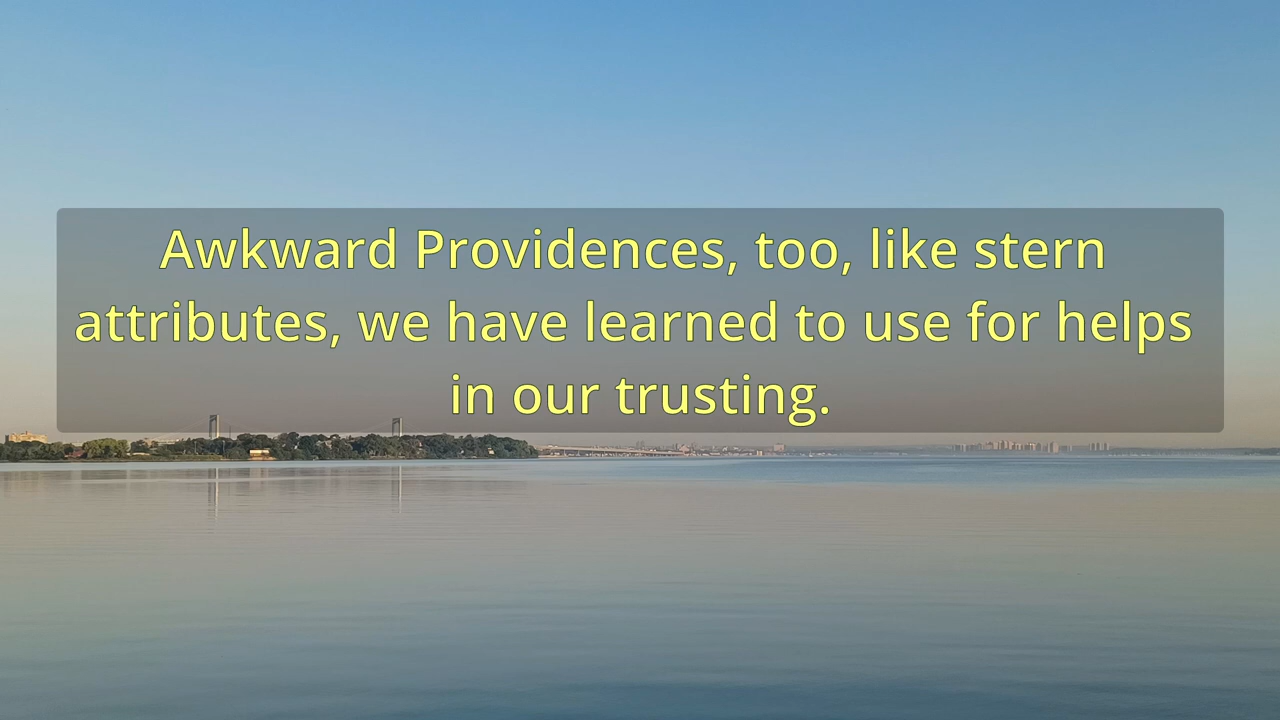 Awkward Providences, too, like stern
attributes, we have learned to use for helps
in our trusting.